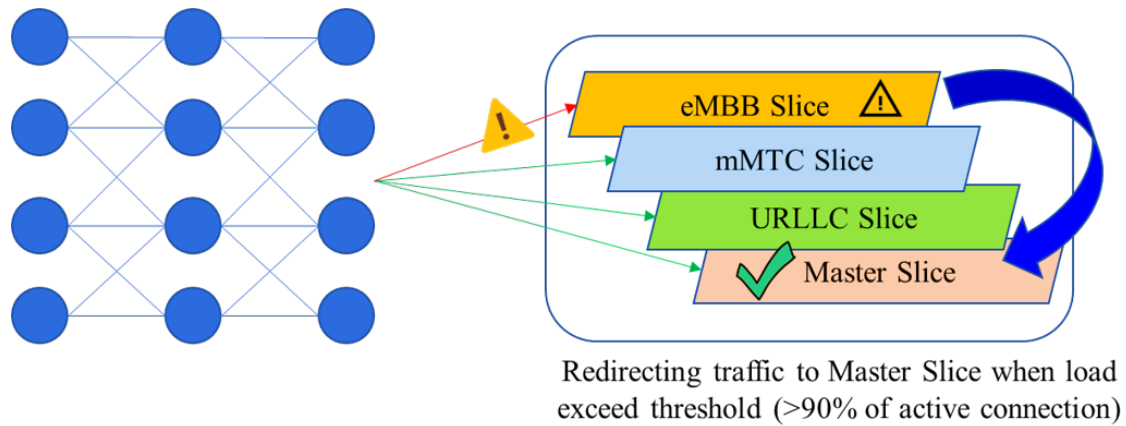 eMBB Slice
mMTC Slice
URLLC Slice
Master Slice
Redirecting traffic to Master Slice when load
exceed threshold (>90% of active connection)